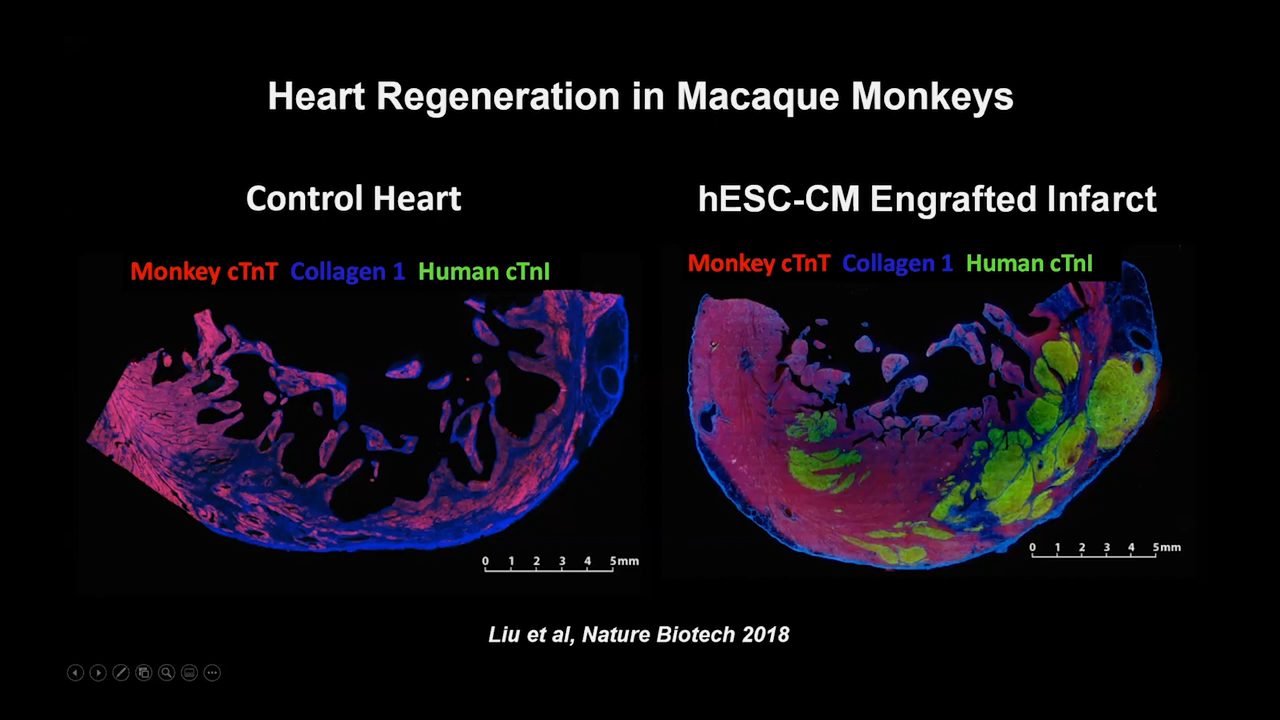 Heart Regeneration in Macaque Monkeys
Control Heart
Monkey cTnT Collagen 1 Human cTnI
0 1 2 3 4 5mm
hESC-CM Engrafted Infarct
Monkey cTnT Collagen 1 Human cTnI
0 1 2 3 4 5mm
Liu et al, Nature Biotech 2018